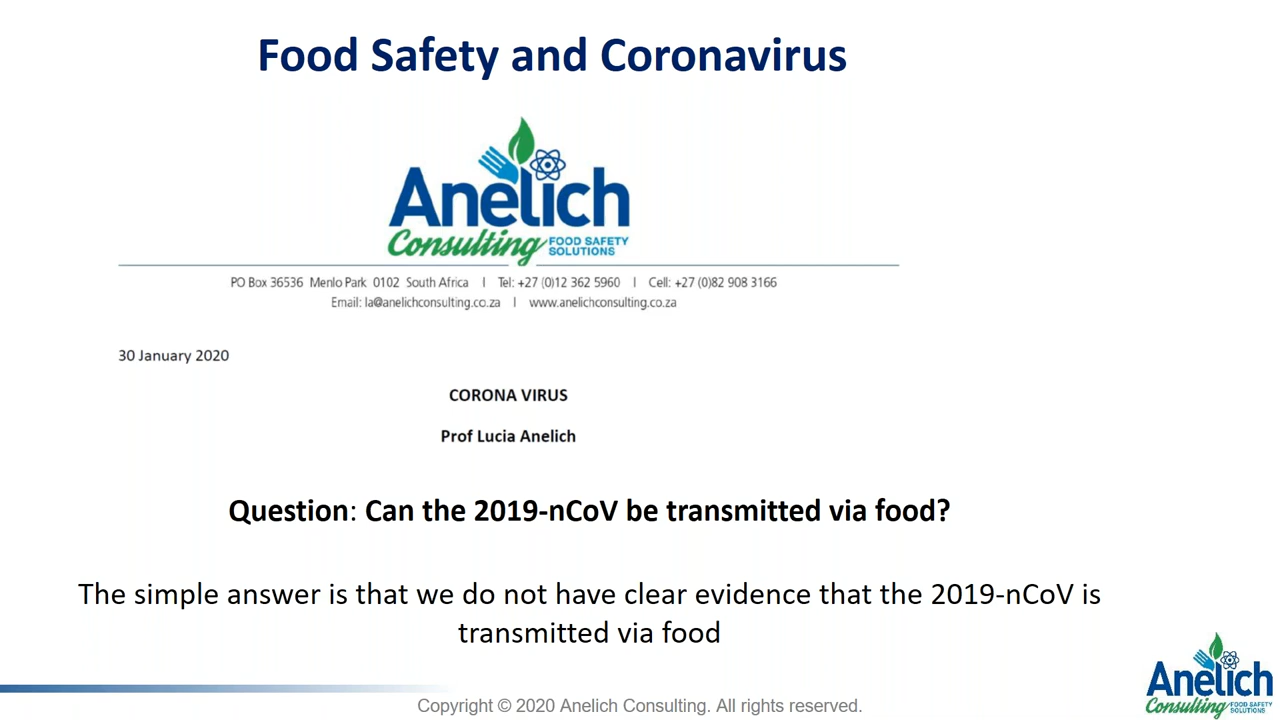 Food Safety and Coronavirus
Anelich
Consulting FOOD SAFETY
SOLUTIONS
PO Box 36536 Menlo Park 0102 South Africa I Tel: +27 (0)12 362 5960 I Cell: +27 (0)82 908 3166
Email: la@anelichconsulting.co.za I www.anelichconsulting.co.za
30 January 2020
CORONA VIRUS
Prof Lucia Anelich
Question: Can the 2019-nCoV be transmitted via food?
The simple answer is that we do not have clear evidence that the 2019-nCoV is
transmitted via food
Anelich
Consulting FOOD SAFETY
SOLUTIONS
Copyright © 2020 Anelich Consulting. All rights reserved.